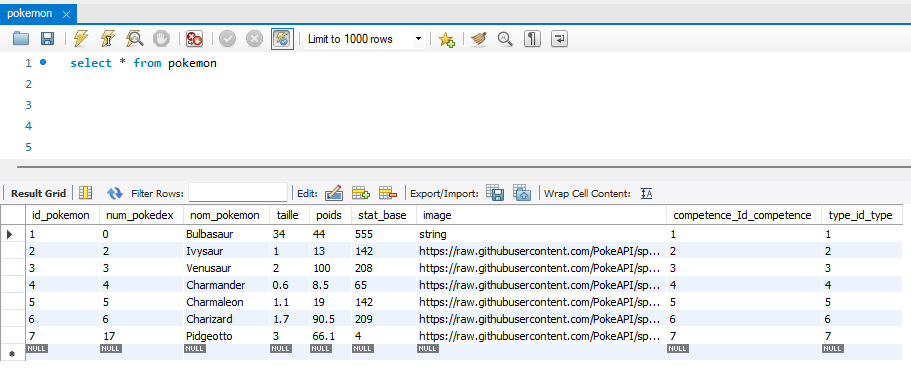 pokemon
Limit to 1000 rows
1 select * from pokemon
2
3
4
5
Result Grid Filter Rows: Edit: Export/Import: Wrap Cell Content:
id_pokemon num_pokedex nom_pokemon taille poids stat_base image competence_Id_competence type_id_type
1 0 Bulbasaur 34 44 555 string 1 1
2 2 Ivysaur 1 13 142 https://raw.githubusercontent.com/PokeAPI/sp... 2 2
3 3 Venusaur 2 100 208 https://raw.githubusercontent.com/PokeAPI/sp... 3 3
4 4 Charmander 0.6 8.5 65 https://raw.githubusercontent.com/PokeAPI/sp... 4 4
5 5 Charmaleon 1.1 19 142 https://raw.githubusercontent.com/PokeAPI/sp... 5 5
6 6 Charizard 1.7 90.5 209 https://raw.githubusercontent.com/PokeAPI/sp... 6 6
7 17 Pidgeotto 3 66.1 4 https://raw.githubusercontent.com/PokeAPI/sp... 7 7
NULL NULL NULL NULL NULL NULL NULL NULL NULL